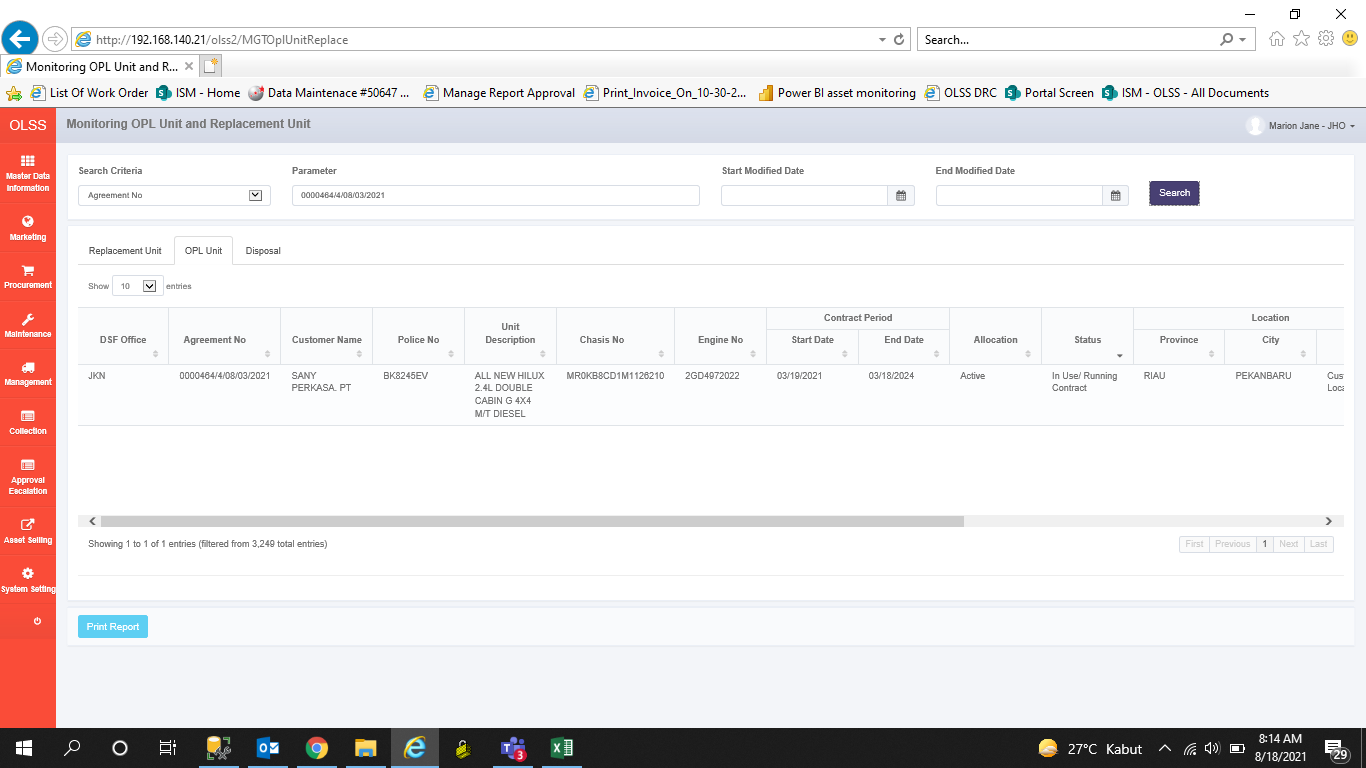 http://192.168.140.21/olss2/MGTOplUnitReplace
Search...
Monitoring OPL Unit and R...
List Of Work Order
ISM - Home
Data Maintenace #50647 ...
Manage Report Approval
Print_Invoice_On_10-30-2...
Power BI asset monitoring
OLSS DRC
Portal Screen
ISM - OLSS - All Documents
OLSS
Monitoring OPL Unit and Replacement Unit
Marion Jane - JHO
Master Data
Information
Marketing
Procurement
Maintenance
Management
Collection
Approval
Escalation
Asset Selling
System Setting
Search Criteria
Parameter
Start Modified Date
End Modified Date
Agreement No
0000464/4/08/03/2021
Search
Replacement Unit
OPL Unit
Disposal
Show 10 entries
DSF Office
Agreement No
Customer Name
Police No
Unit
Description
Chasis No
Engine No
Contract Period
Start Date
End Date
Allocation
Status
Location
Province
City
JKN
0000464/4/08/03/2021
SANY
PERKASA. PT
BK8245EV
ALL NEW HILUX
2.4L DOUBLE
CABIN G 4X4
M/T DIESEL
MR0KB8CD1M1126210
2GD4972022
03/19/2021
03/18/2024
Active
In Use/ Running
Contract
RIAU
PEKANBARU
Cus
Loca
Showing 1 to 1 of 1 entries (filtered from 3,249 total entries)
First
Previous
1
Next
Last
Print Report
3
27°C Kabut
8:14 AM
8/18/2021
29